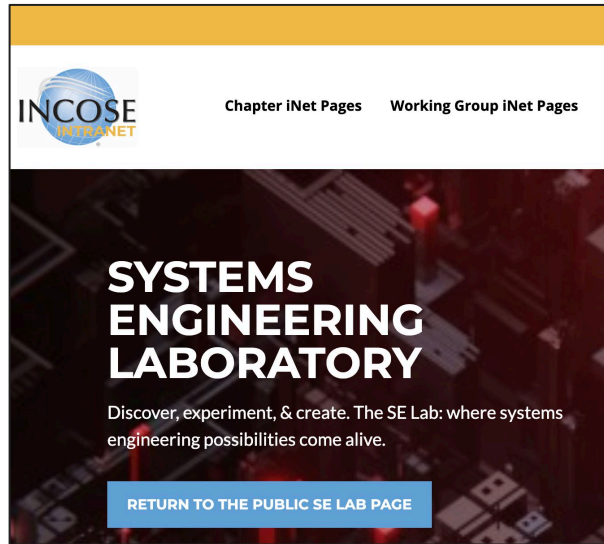 INCOSE
INTRANET
Chapter iNet Pages Working Group iNet Pages
SYSTEMS
ENGINEERING
LABORATORY
Discover, experiment, & create. The SE Lab: where systems
engineering possibilities come alive.
RETURN TO THE PUBLIC SE LAB PAGE